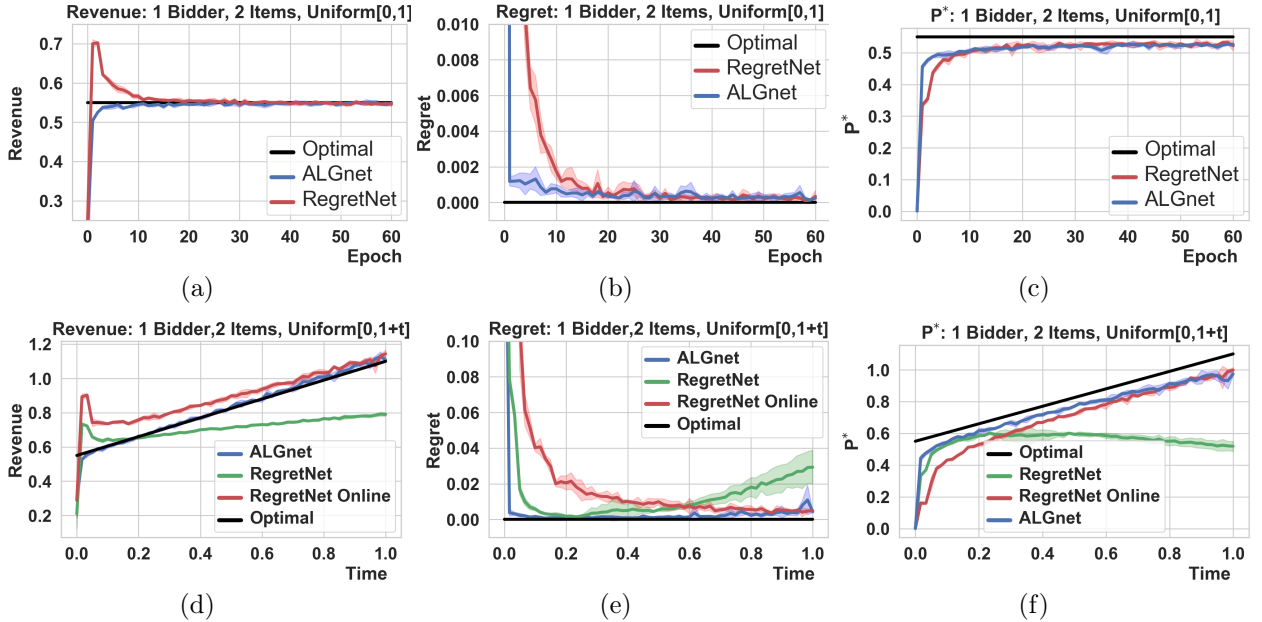 Revenue: 1 Bidder, 2 Items, Uniform[0,1]
Revenue
0.7
0.6
0.5
0.4
0.3
Optimal
ALGnet
RegretNet
0 10 20 30 40 50 60
Epoch
(a)
Regret: 1 Bidder, 2 Items, Uniform[0,1]
Regret
0.010
0.008
0.006
0.004
0.002
0.000
Optimal
RegretNet
ALGnet
0 10 20 30 40 50 60
Epoch
(b)
P*: 1 Bidder, 2 Items, Uniform[0,1]
P*
0.5
0.4
0.3
0.2
0.1
0.0
Optimal
RegretNet
ALGnet
0 10 20 30 40 50 60
Epoch
(c)
Revenue: 1 Bidder,2 Items, Uniform[0,1+t]
Revenue
1.2
1.0
0.8
0.6
0.4
0.2
ALGnet
RegretNet
RegretNet Online
Optimal
0.0 0.2 0.4 0.6 0.8 1.0
Time
(d)
Regret: 1 Bidder,2 Items, Uniform[0,1+t]
Regret
0.10
0.08
0.06
0.04
0.02
0.00
ALGnet
RegretNet
RegretNet Online
Optimal
0.0 0.2 0.4 0.6 0.8 1.0
Time
(e)
P*: 1 Bidder, 2 Items, Uniform[0,1+t]
P*
1.0
0.8
0.6
0.4
0.2
0.0
Optimal
RegretNet
RegretNet Online
ALGnet
0.0 0.2 0.4 0.6 0.8 1.0
Time
(f)